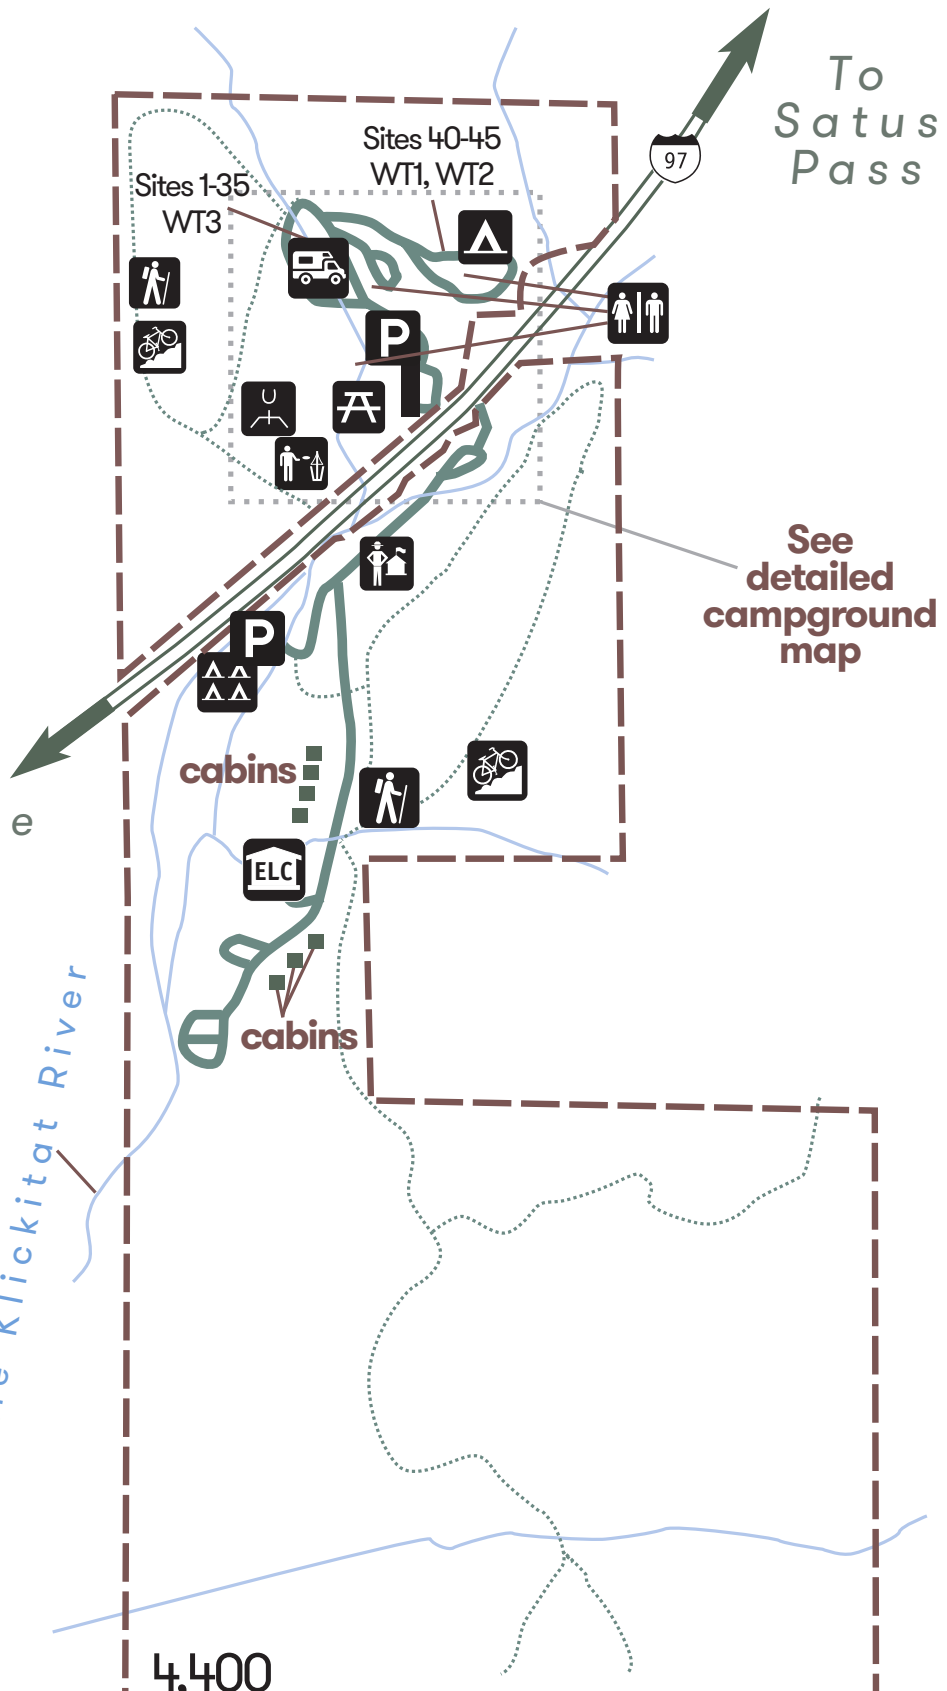 To
Satus
Pass
97
Sites 40-45
WT1, WT2
Sites 1-35
WT3
P
See
detailed
campground
map
P
cabins
e
ELC
cabins
Klickitat River
4,400